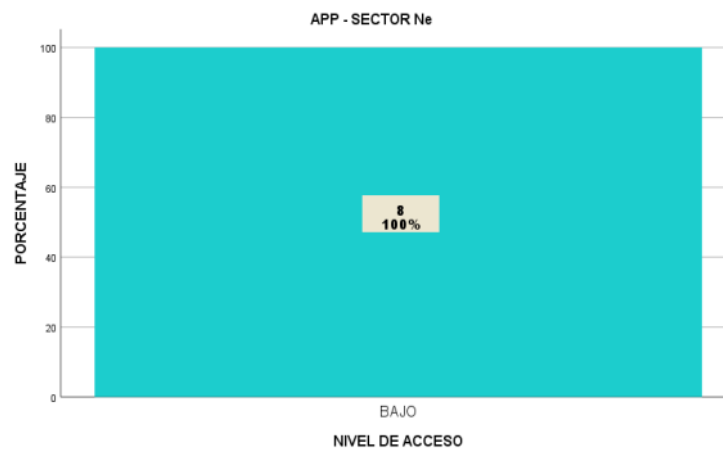 APP - SECTOR Ne
100
80
60
40
20
0
PORCENTAJE
8
100%
BAJO
NIVEL DE ACCESO